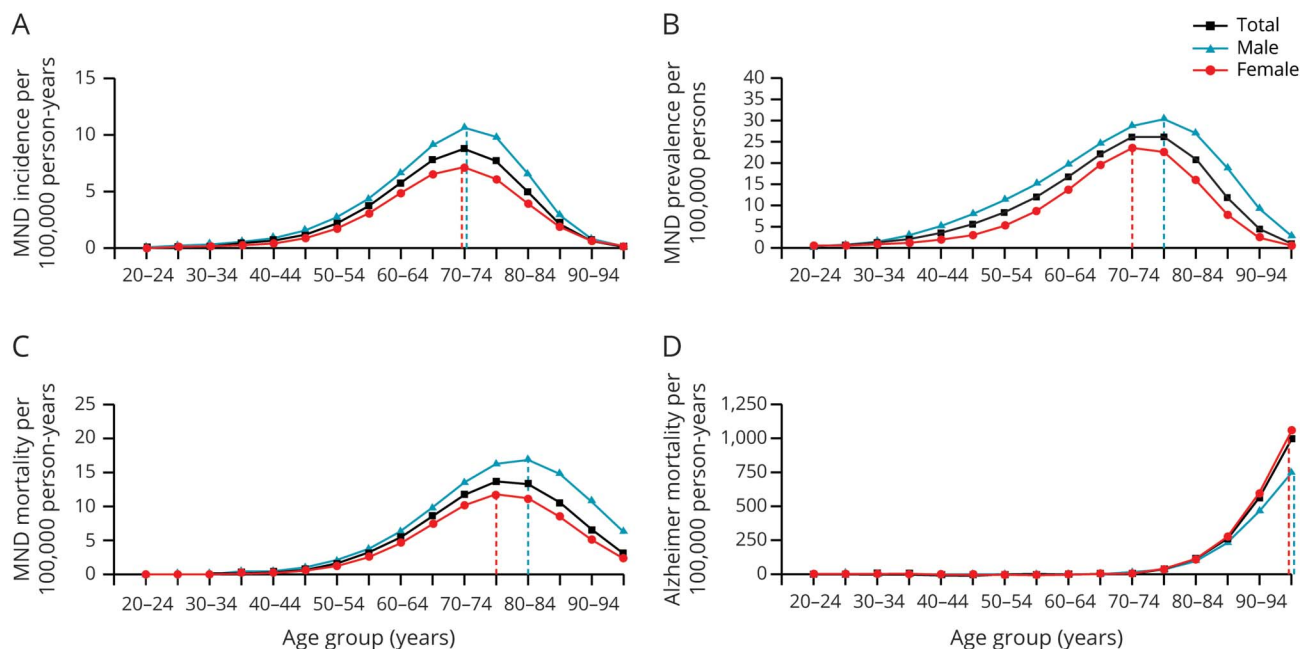 A
MND incidence per
100,000 person-years
15
10
5
0
20–24 30–34 40–44 50–54 60–64 70–74 80–84 90–94
B
Total
Male
Female
MND prevalence per
100,000 persons
40
35
30
25
20
15
10
5
0
20–24 30–34 40–44 50–54 60–64 70–74 80–84 90–94
C
MND mortality per
100,000 person-years
25
20
15
10
5
0
20–24 30–34 40–44 50–54 60–64 70–74 80–84 90–94
Age group (years)
D
Alzheimer mortality per
100,000 person-years
1,250
1,000
750
500
250
0
20–24 30–34 40–44 50–54 60–64 70–74 80–84 90–94
Age group (years)